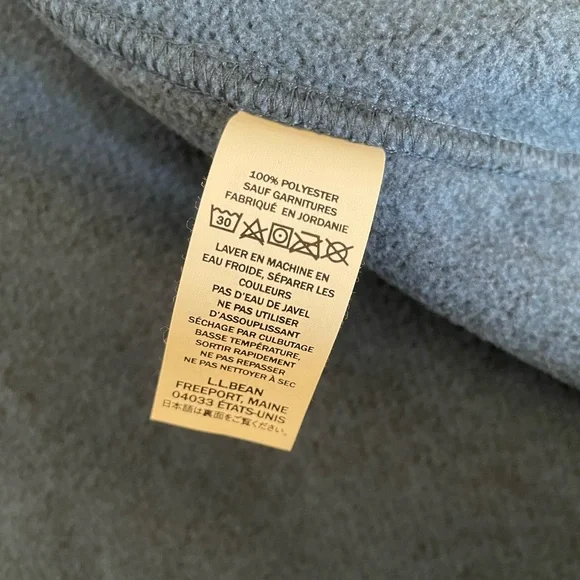 100% POLYESTER
SAUF GARNITURES
FABRIQUÉ EN JORDANIE
30
LAVER EN MACHINE EN
EAU FROIDE, SÉPARER LES
COULEURS
PAS D'EAU DE JAVEL
NE PAS UTILISER
D'ASSOUPLISSANT
SÉCHAGE PAR CULBUTAGE
BASSE TEMPÉRATURE,
SORTIR RAPIDEMENT
NE PAS REPASSER
NE PAS NETTOYER À SEC
L.L.BEAN
FREEPORT, MAINE
04033 ÉTATS-UNIS
日本語は裏面をご覧ください。